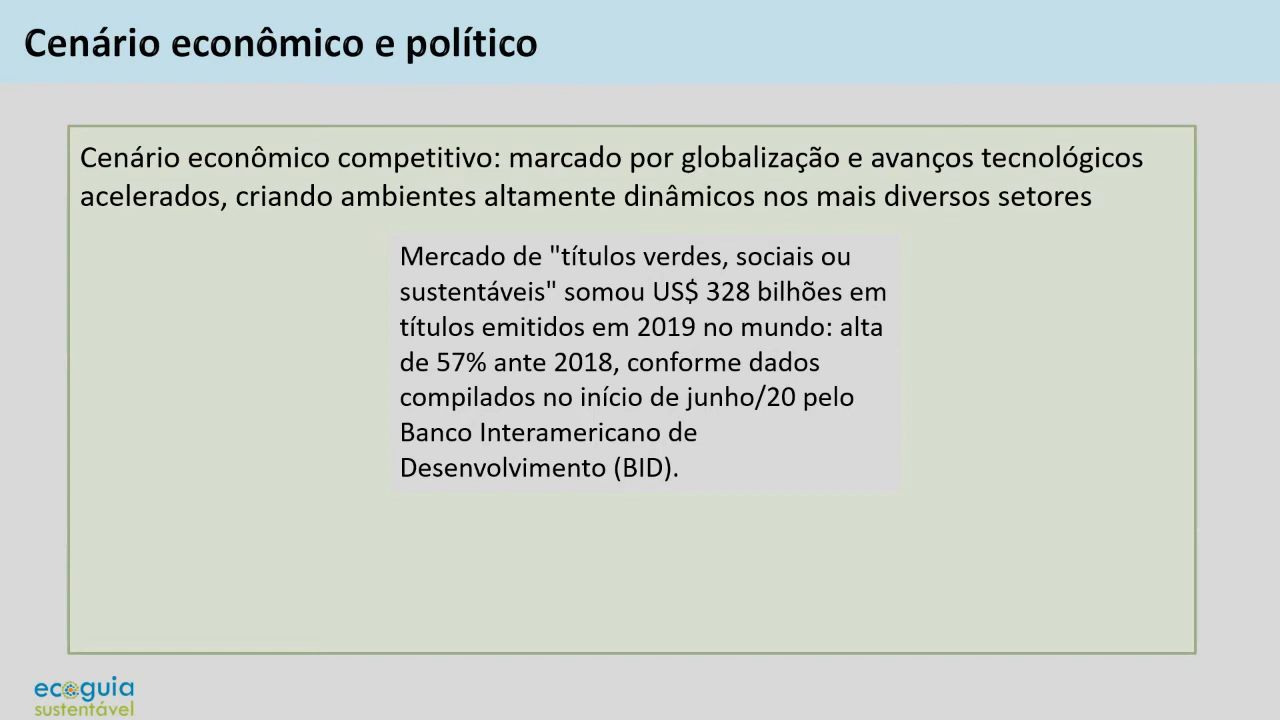 Cenário econômico e político
Cenário econômico competitivo: marcado por globalização e avanços tecnológicos
acelerados, criando ambientes altamente dinâmicos nos mais diversos setores
Mercado de "títulos verdes, sociais ou
sustentáveis" somou US$ 328 bilhões em
títulos emitidos em 2019 no mundo: alta
de 57% ante 2018, conforme dados
compilados no início de junho/20 pelo
Banco Interamericano de
Desenvolvimento (BID).
ecoguia
sustentável